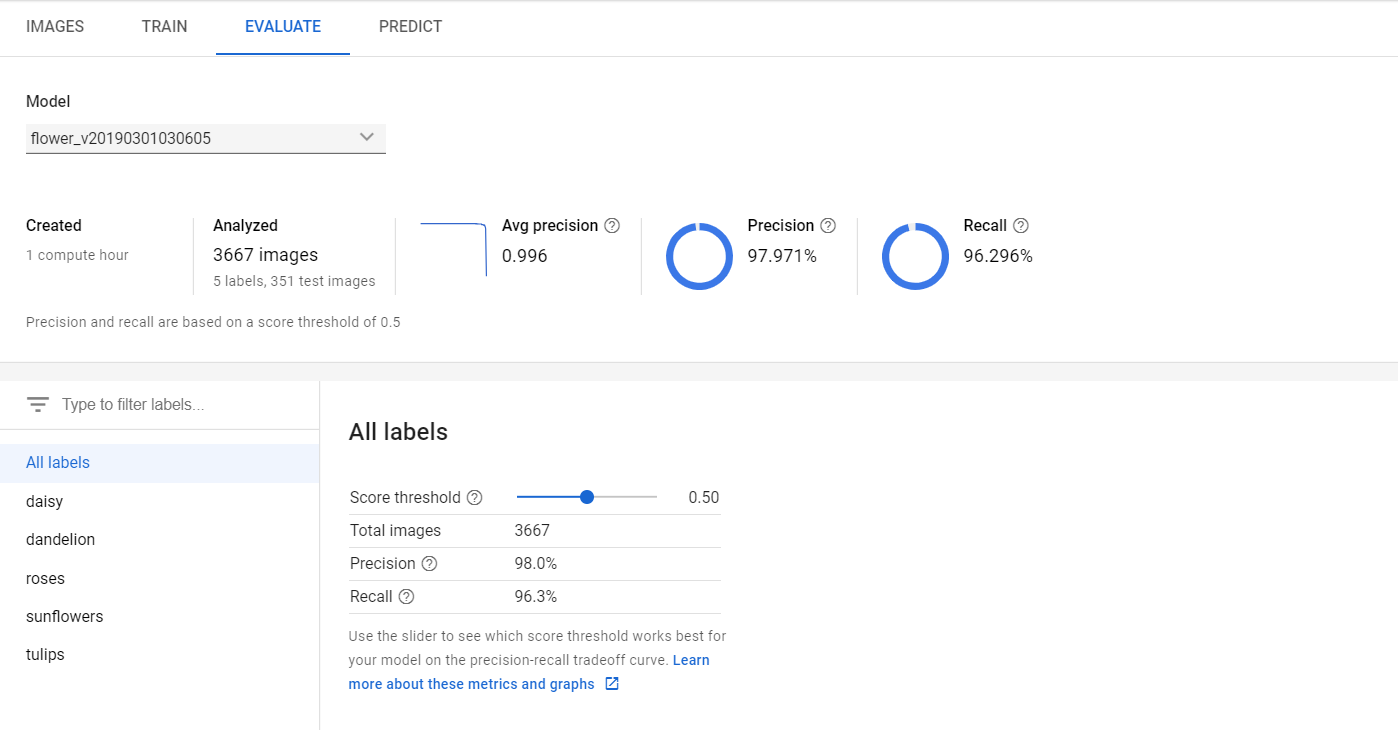 IMAGES TRAIN EVALUATE PREDICT
Model
flower_v20190301030605
Created
1 compute hour
Analyzed
3667 images
5 labels, 351 test images
Avg precision
0.996
Precision
97.971%
Recall
96.296%
Precision and recall are based on a score threshold of 0.5
Type to filter labels...
All labels
daisy
dandelion
roses
sunflowers
tulips
All labels
Score threshold 0.50
Total images 3667
Precision 98.0%
Recall 96.3%
Use the slider to see which score threshold works best for
your model on the precision-recall tradeoff curve. Learn
more about these metrics and graphs